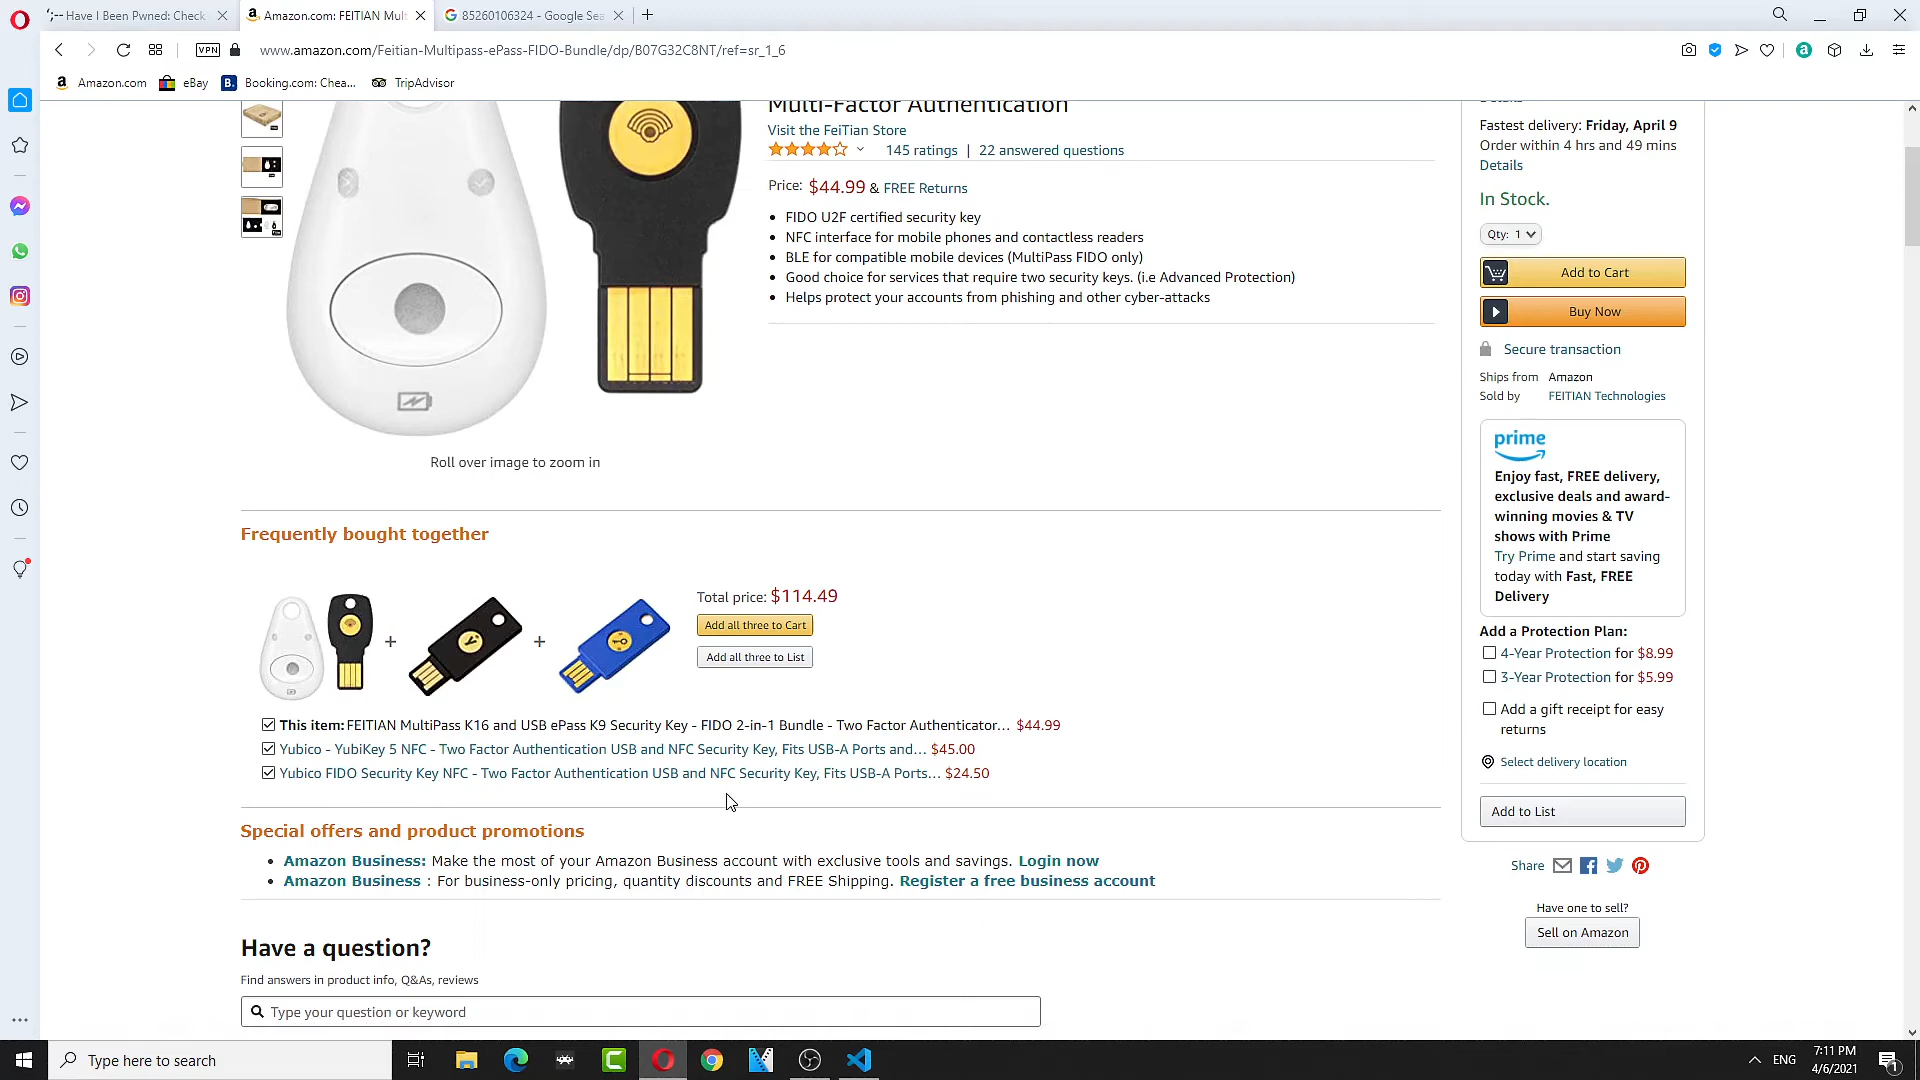 Have I Been Pwned: Check
Amazon.com: FEITIAN Mult
85260106324 - Google Sea
VPN
www.amazon.com/Feitian-Multipass-ePass-FIDO-Bundle/dp/B07G32C8NT/ref=sr_1_6
Amazon.com
eBay
Booking.com: Chea...
TripAdvisor
Multi-Factor Authentication
Visit the FeiTian Store
145 ratings | 22 answered questions
Price: $44.99 & FREE Returns
• FIDO U2F certified security key
• NFC interface for mobile phones and contactless readers
• BLE for compatible mobile devices (MultiPass FIDO only)
• Good choice for services that require two security keys. (i.e Advanced Protection)
• Helps protect your accounts from phishing and other cyber-attacks
Roll over image to zoom in
Details
Fastest delivery: Friday, April 9
Order within 4 hrs and 49 mins
Details
In Stock.
Qty: 1
Add to Cart
Buy Now
Secure transaction
Ships from Amazon
Sold by FEITIAN Technologies
prime
Enjoy fast, FREE delivery,
exclusive deals and award-
winning movies & TV
shows with Prime
Try Prime and start saving
today with Fast, FREE
Delivery
Add a Protection Plan:
4-Year Protection for $8.99
3-Year Protection for $5.99
Add a gift receipt for easy
returns
Select delivery location
Add to List
Share
Have one to sell?
Sell on Amazon
Frequently bought together
+
+
Total price: $114.49
Add all three to Cart
Add all three to List
This item: FEITIAN MultiPass K16 and USB ePass K9 Security Key - FIDO 2-in-1 Bundle - Two Factor Authenticator... $44.99
Yubico - YubiKey 5 NFC - Two Factor Authentication USB and NFC Security Key, Fits USB-A Ports and... $45.00
Yubico FIDO Security Key NFC - Two Factor Authentication USB and NFC Security Key, Fits USB-A Ports... $24.50
Special offers and product promotions
• Amazon Business: Make the most of your Amazon Business account with exclusive tools and savings. Login now
• Amazon Business : For business-only pricing, quantity discounts and FREE Shipping. Register a free business account
Have a question?
Find answers in product info, Q&As, reviews
Type your question or keyword
Type here to search
ENG
7:11 PM
4/6/2021
1